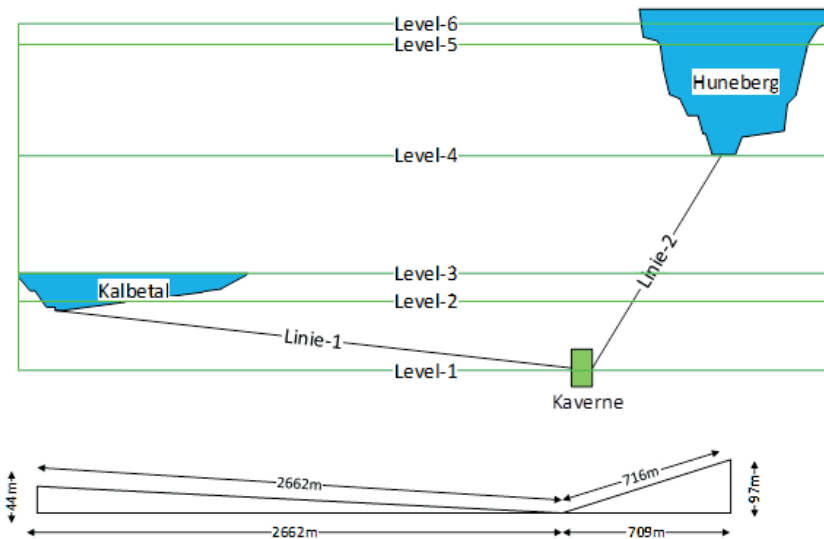 Level-6
Level-5
Huneberg
Level-4
Linie-2
Level-3
Kalbetal
Level-2
Linie-1
Level-1
Kaverne
716m
2662m
44m
97m
2662m
709m